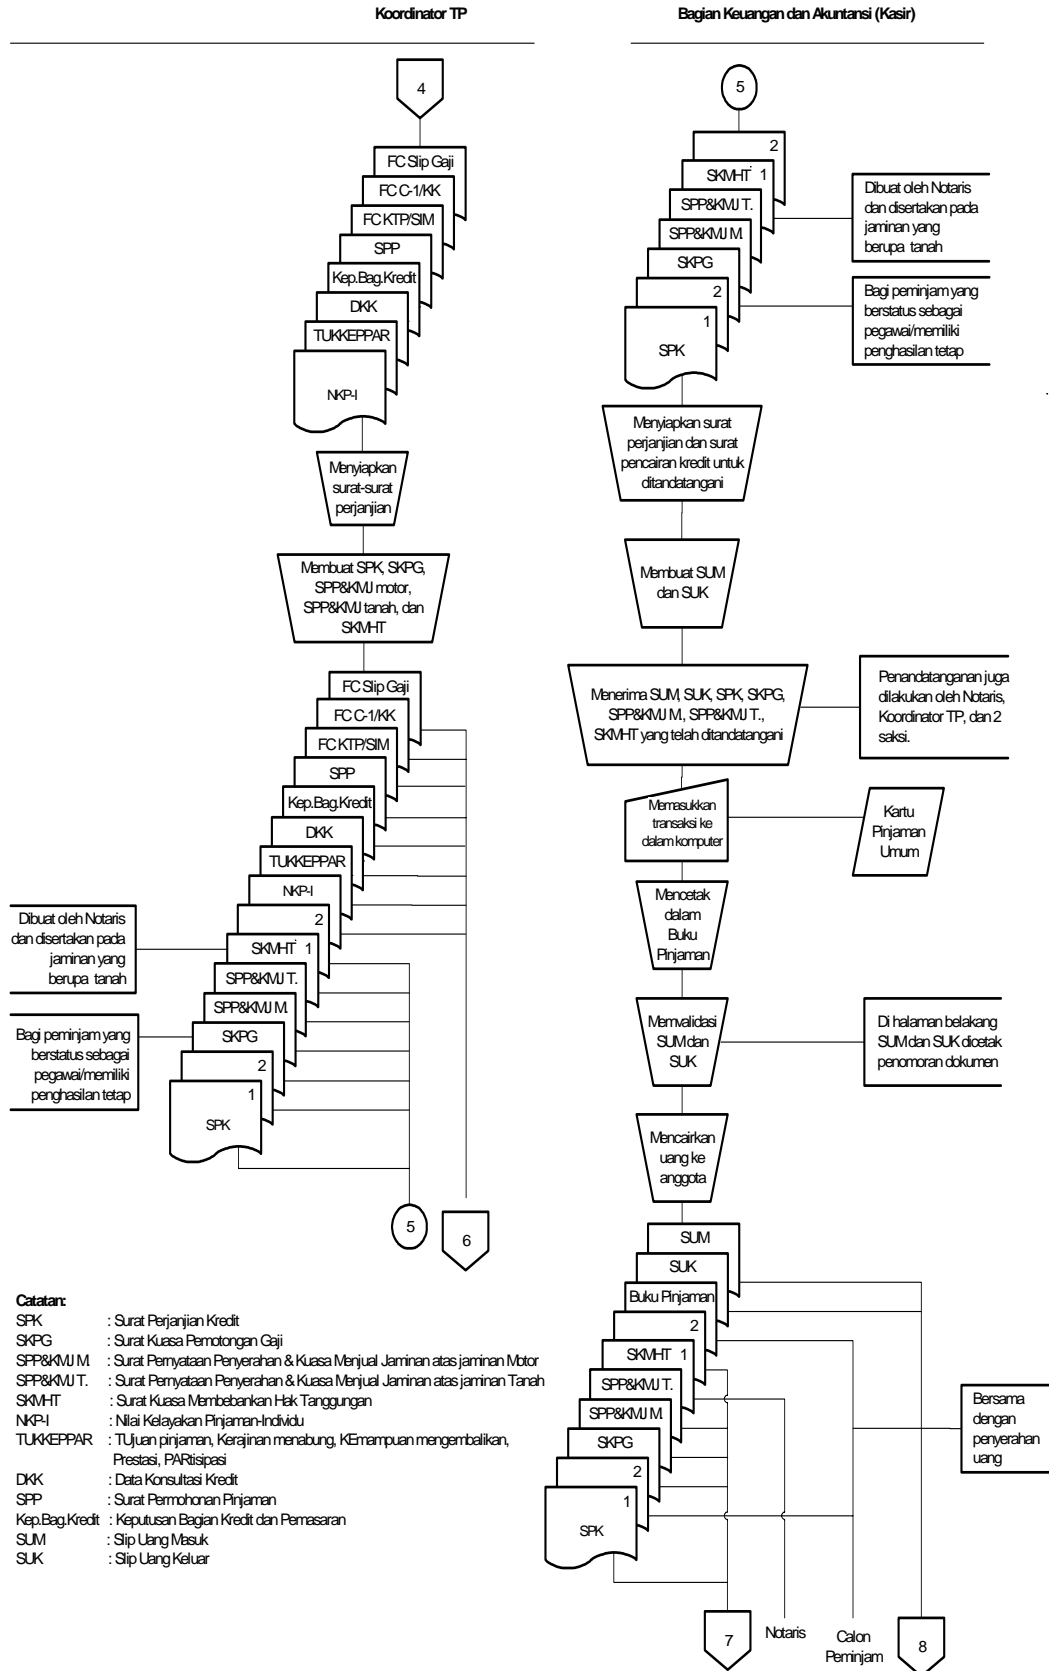 Koordinator TP
4
FC Slip Gaji
FC C-1/KK
FC KTP/SIM
SPP
Kep.Bag.Kredit
DKK
TUKKEPPAR
NKP-I
Menyiapkan
surat-surat
perjanjian
Membuat SPK, SKPG,
SPP&KMJ motor,
SPP&KMJ tanah, dan
SKMHT
FC Slip Gaji
FC C-1/KK
FC KTP/SIM
SPP
Kep.Bag.Kredit
DKK
TUKKEPPAR
NKP-I
2
SKMHT 1
SPP&KMJ T.
SPP&KMJ M.
SKPG
2
1
SPK
Dibuat oleh Notaris
dan disertakan pada
jaminan yang
berupa tanah
Bagi peminjam yang
berstatus sebagai
pegawai/memiliki
penghasilan tetap
5
6
Bagian Keuangan dan Akuntansi (Kasir)
5
2
SKMHT 1
SPP&KMJ T.
SPP&KMJ M.
SKPG
2
1
SPK
Dibuat oleh Notaris
dan disertakan pada
jaminan yang
berupa tanah
Bagi peminjam yang
berstatus sebagai
pegawai/memiliki
penghasilan tetap
Menyiapkan surat
perjanjian dan surat
pencairan kredit untuk
ditandatangani
Membuat SUM
dan SUK
Menerima SUM, SUK, SPK, SKPG,
SPP&KMJ M., SPP&KMJ T.,
SKMHT yang telah ditandatangani
Penandatanganan juga
dilakukan oleh Notaris,
Koordinator TP, dan 2
saksi.
Memasukkan
transaksi ke
dalam komputer
Kartu
Pinjaman
Umum
Mencetak
dalam
Buku
Pinjaman
Memvalidasi
SUM dan
SUK
Di halaman belakang
SUM dan SUK dicetak
penomoran dokumen
Mencairkan
uang ke
anggota
SUM
SUK
Buku Pinjaman
2
SKMHT 1
SPP&KMJ T.
SPP&KMJ M.
SKPG
2
1
SPK
Bersama
dengan
penyerahan
uang
7
Notaris
Calon
Peminjam
8
Catatan:
SPK : Surat Perjanjian Kredit
SKPG : Surat Kuasa Pemotongan Gaji
SPP&KMJ M. : Surat Pernyataan Penyerahan & Kuasa Menjual Jaminan atas jaminan Motor
SPP&KMJ T. : Surat Pernyataan Penyerahan & Kuasa Menjual Jaminan atas jaminan Tanah
SKMHT : Surat Kuasa Membebankan Hak Tanggungan
NKP-I : Nilai Kelayakan Pinjaman-Individu
TUKKEPPAR : TUjuan pinjaman, Kerajinan menabung, KEmampuan mengembalikan,
Prestasi, PARtisipasi
DKK : Data Konsultasi Kredit
SPP : Surat Permohonan Pinjaman
Kep.Bag.Kredit : Keputusan Bagian Kredit dan Pemasaran
SUM : Slip Uang Masuk
SUK : Slip Uang Keluar